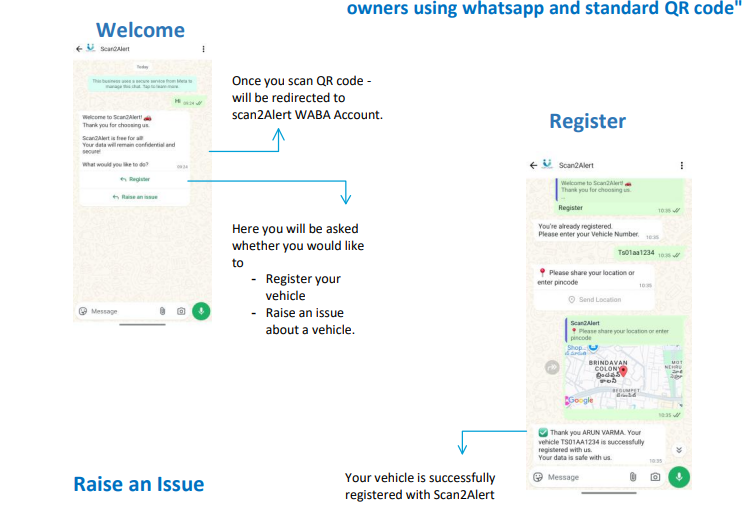 owners using whatsapp and standard QR code"
Welcome
Scan2Alert
Today
This business uses a secure service from Meta to
manage this chat. Tap to learn more.
Hi 09:24
Welcome to Scan2Alert! 🚗
Thank you for choosing us.
Scan2Alert is free for all!
Your data will remain confidential and
secure!
What would you like to do? 09:24
Register
Raise an issue
Message
Once you scan QR code -
will be redirected to
scan2Alert WABA Account.
Here you will be asked
whether you would like
to
- Register your
vehicle
- Raise an issue
about a vehicle.
Register
Scan2Alert
Welcome to Scan2Alert! 🚗
Thank you for choosing us.
...
Register 10:35
You're already registered.
Please enter your Vehicle Number. 10:35
Ts01aa1234 10:35
📍 Please share your location or
enter pincode 10:35
Send Location
Scan2Alert
📍 Please share your location or enter
pincode
Shop...
BRINDAVAN
COLONY
బృందవన్
కాలనీ
BEGUMPET
బేగంపేట్
MOT
NEHRU
Google
10:35
✅ Thank you ARUN VARMA. Your
vehicle TS01AA1234 is successfully
registered with us.
Your data is safe with us. 10:35
Message
Your vehicle is successfully
registered with Scan2Alert
Raise an Issue